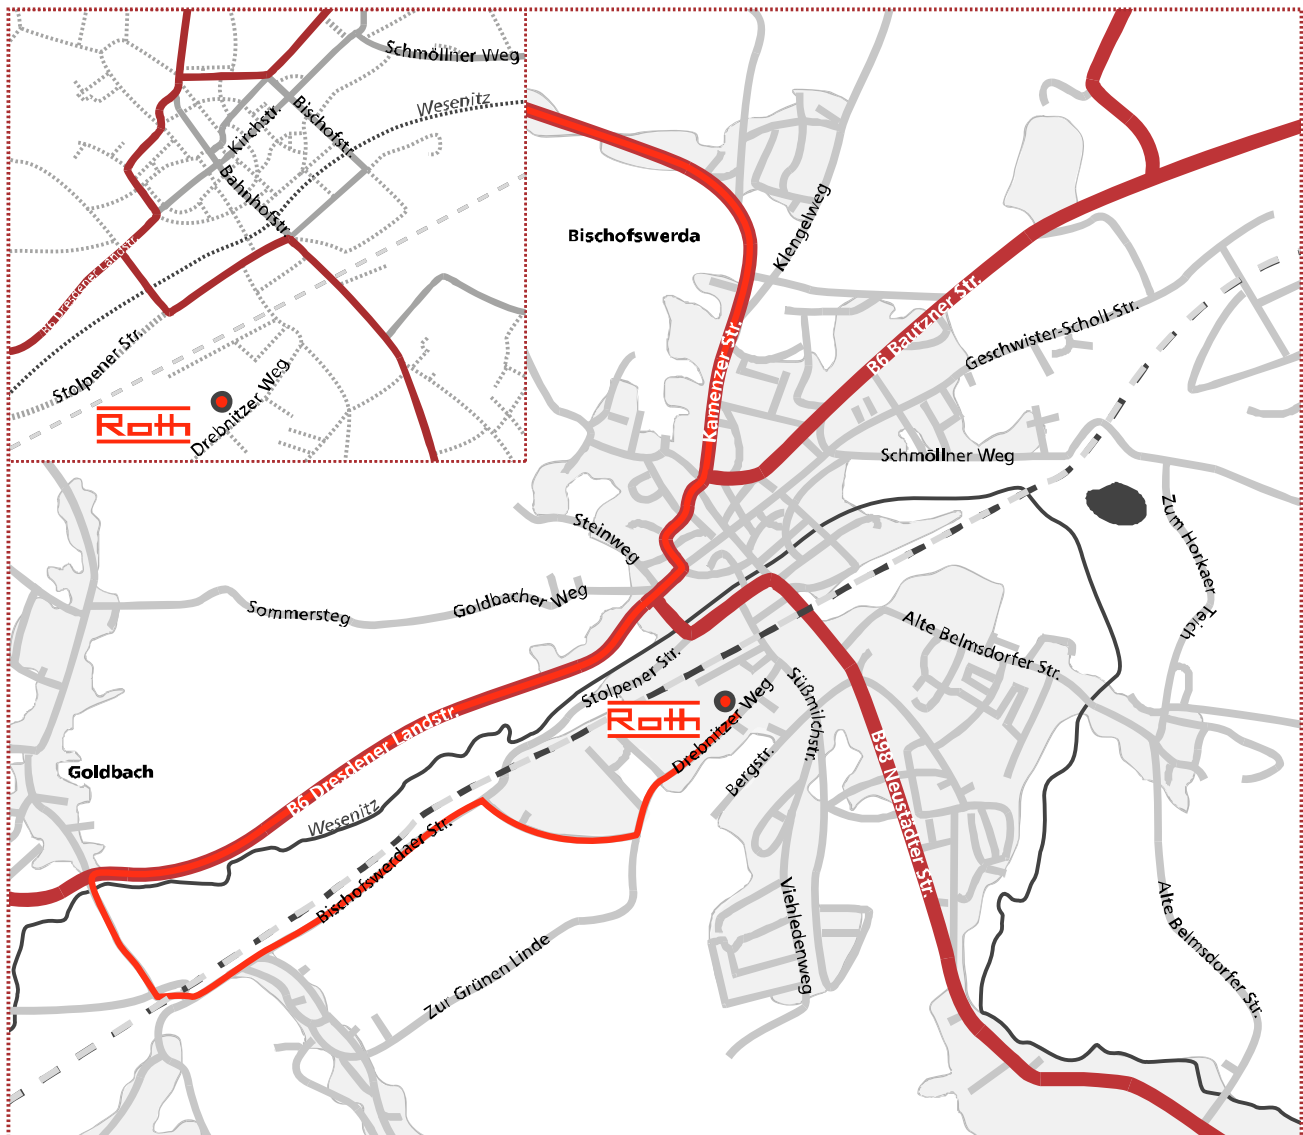 Schmöllner Weg
Wesenitz
Bischofstr.
Kirchstr.
Bahnhofstr.
B6 Dresdener Landstr.
Stolpener Str.
Roth
Drebnitzer Weg
Bischofswerda
Klengelweg
B6 Bautzner Str.
Geschwister-Scholl-Str.
Kamenzer Str.
Schmöllner Weg
Zum Horkaer Teich
Steinweg
Goldbacher Weg
Sommersteg
Alte Belmsdorfer Str.
Stolpener Str.
Süßmilchstr.
Roth
Drebnitzer Weg
Bergstr.
B98 Neustädter Str.
B6 Dresdener Landstr.
Goldbach
Wesenitz
Bischofswerdaer Str.
Viehledenweg
Alte Belmsdorfer Str.
Zur Grünen Linde